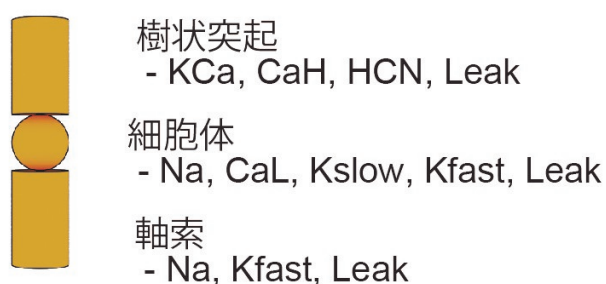 樹状突起
- KCa, CaH, HCN, Leak
細胞体
- Na, CaL, Kslow, Kfast, Leak
軸索
- Na, Kfast, Leak